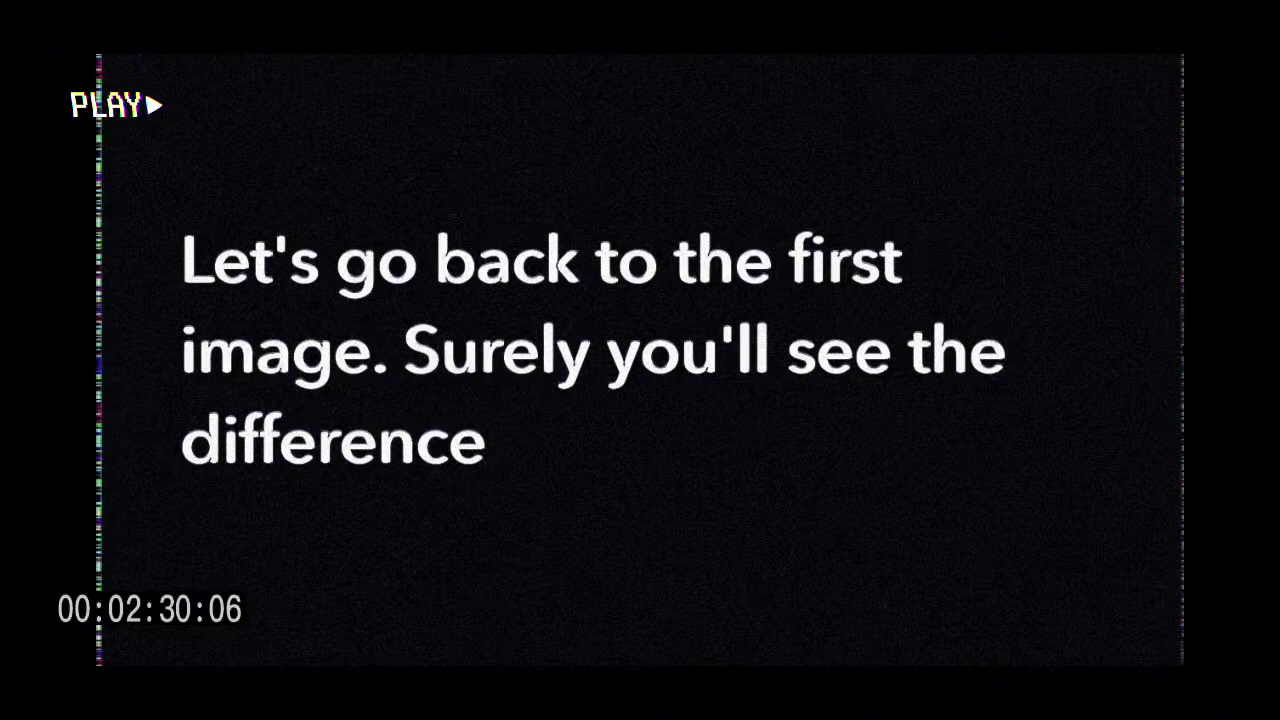 PLAY
Let's go back to the first
image. Surely you'll see the
difference
00:02:30:06